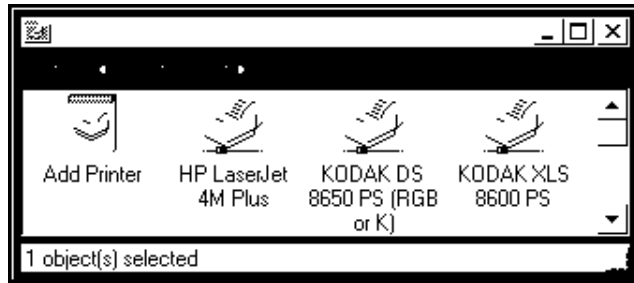 Add Printer
HP LaserJet
4M Plus
KODAK DS
8650 PS (RGB
or K)
KODAK XLS
8600 PS
1 object(s) selected